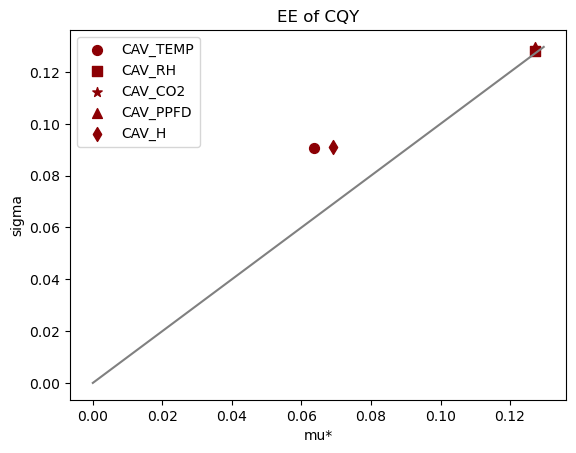 EE of CQY
CAV_TEMP
CAV_RH
CAV_CO2
CAV_PPFD
CAV_H
sigma
0.12
0.10
0.08
0.06
0.04
0.02
0.00
0.00 0.02 0.04 0.06 0.08 0.10 0.12
mu*